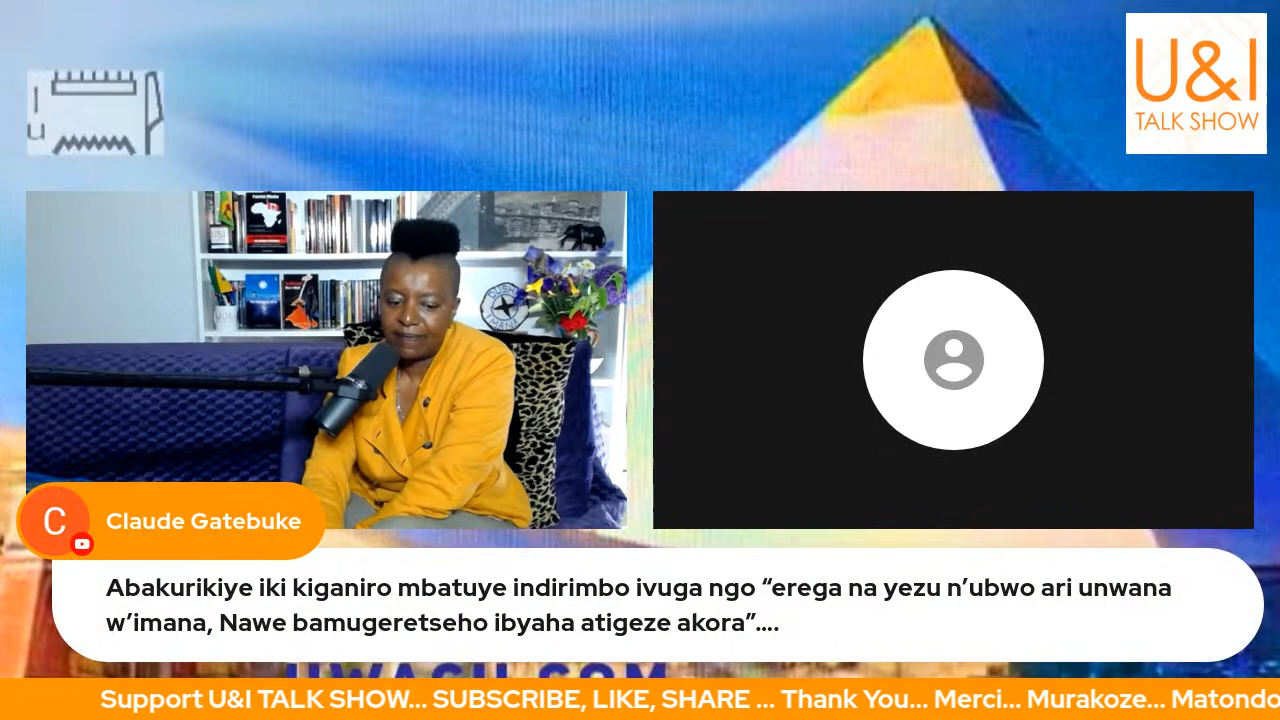 U&I
TALK SHOW
Claude Gatebuke
Abakurikiye iki kiganiro mbatuye indirimbo ivuga ngo “erega na yezu n’ubwo ari unwana
w’imana, Nawe bamugeretseho ibyaha atigeze akora”....
Support U&I TALK SHOW... SUBSCRIBE, LIKE, SHARE ... Thank You... Merci... Murakoze... Matondo